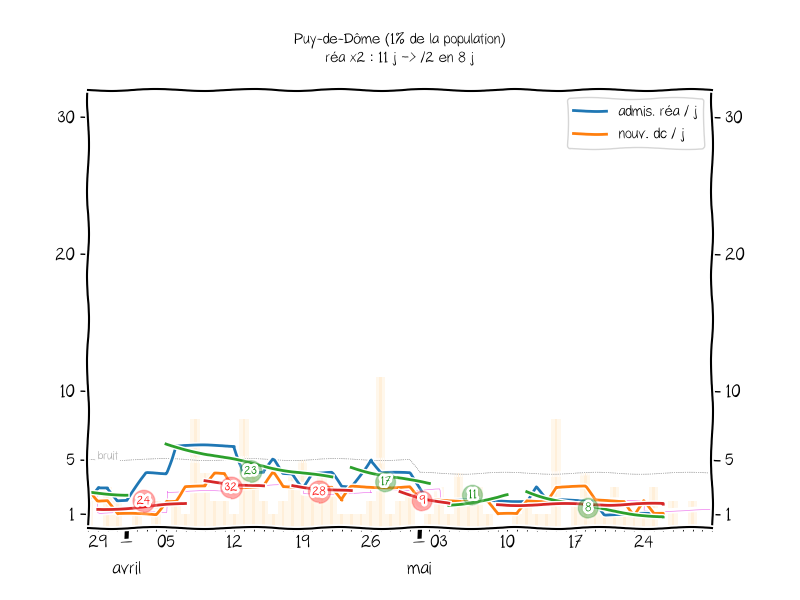 Puy-de-Dôme (1% de la population)
réa x2 : 11 j -> /2 en 8 j
admis. réa / j
nouv. dc / j
30 30
20 20
10 10
5 5
1 1
bruit
24 32 23 28 17 9 11 8
29 05 12 19 26 03 10 17 24
avril mai